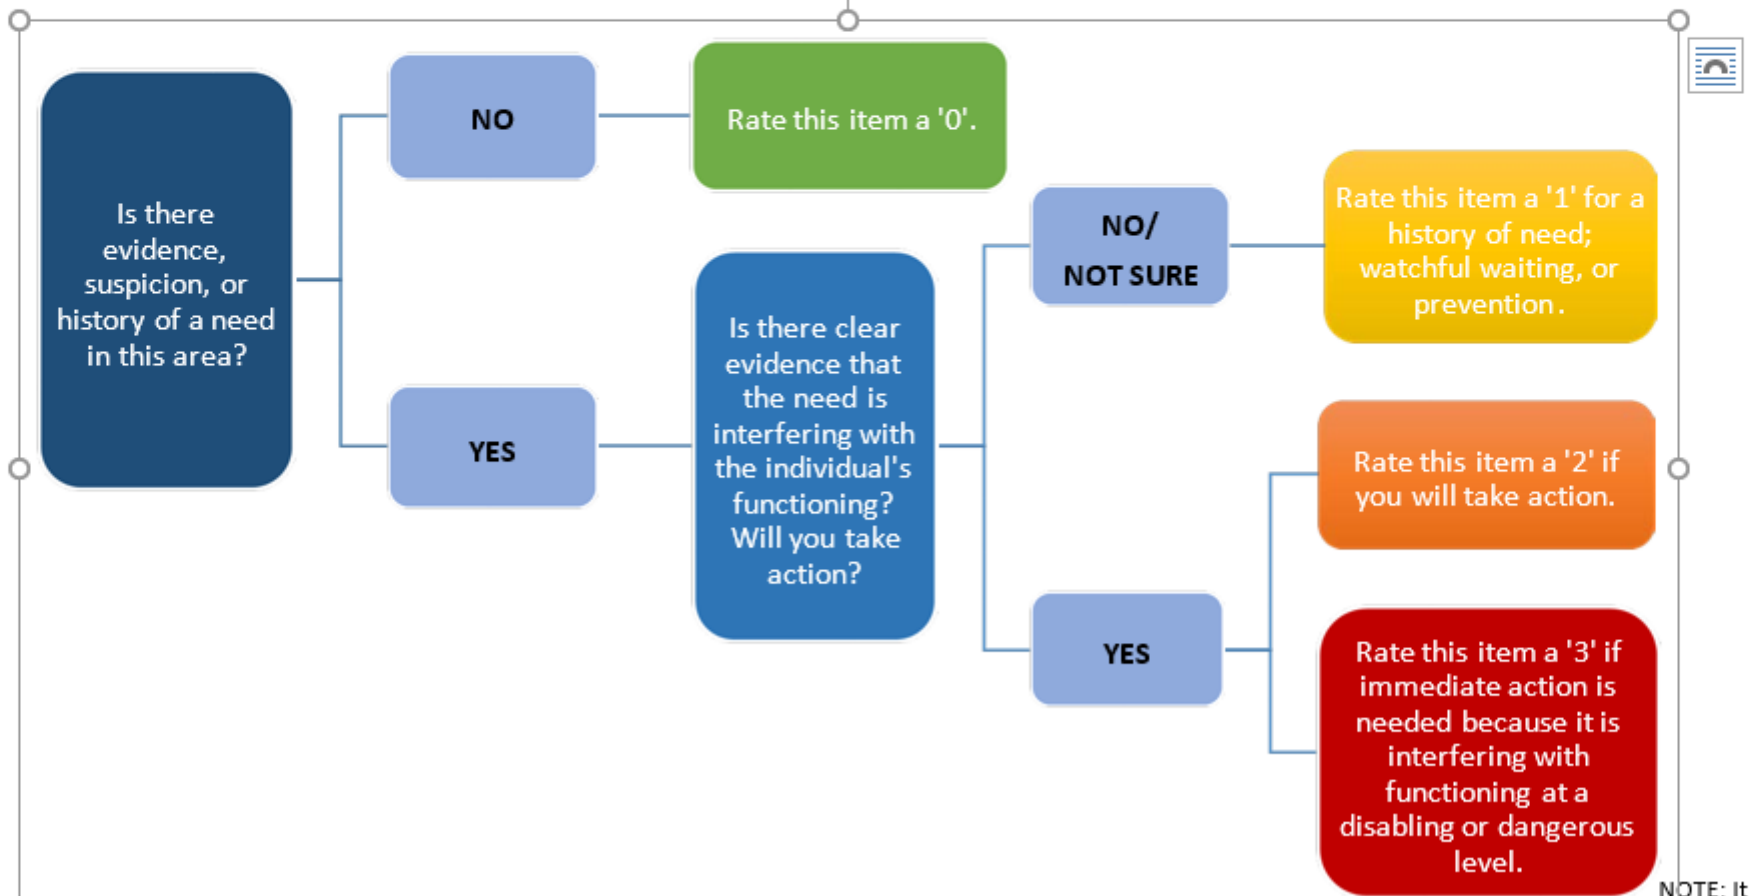 Is there
evidence,
suspicion, or
history of a need
in this area?
NO
Rate this item a '0'.
YES
Is there clear
evidence that
the need is
interfering with
the individual's
functioning?
Will you take
action?
NO/
NOT SURE
Rate this item a '1' for a
history of need;
watchful waiting, or
prevention.
YES
Rate this item a '2' if
you will take action.
Rate this item a '3' if
immediate action is
needed because it is
interfering with
functioning at a
disabling or dangerous
level.
NOTE: It